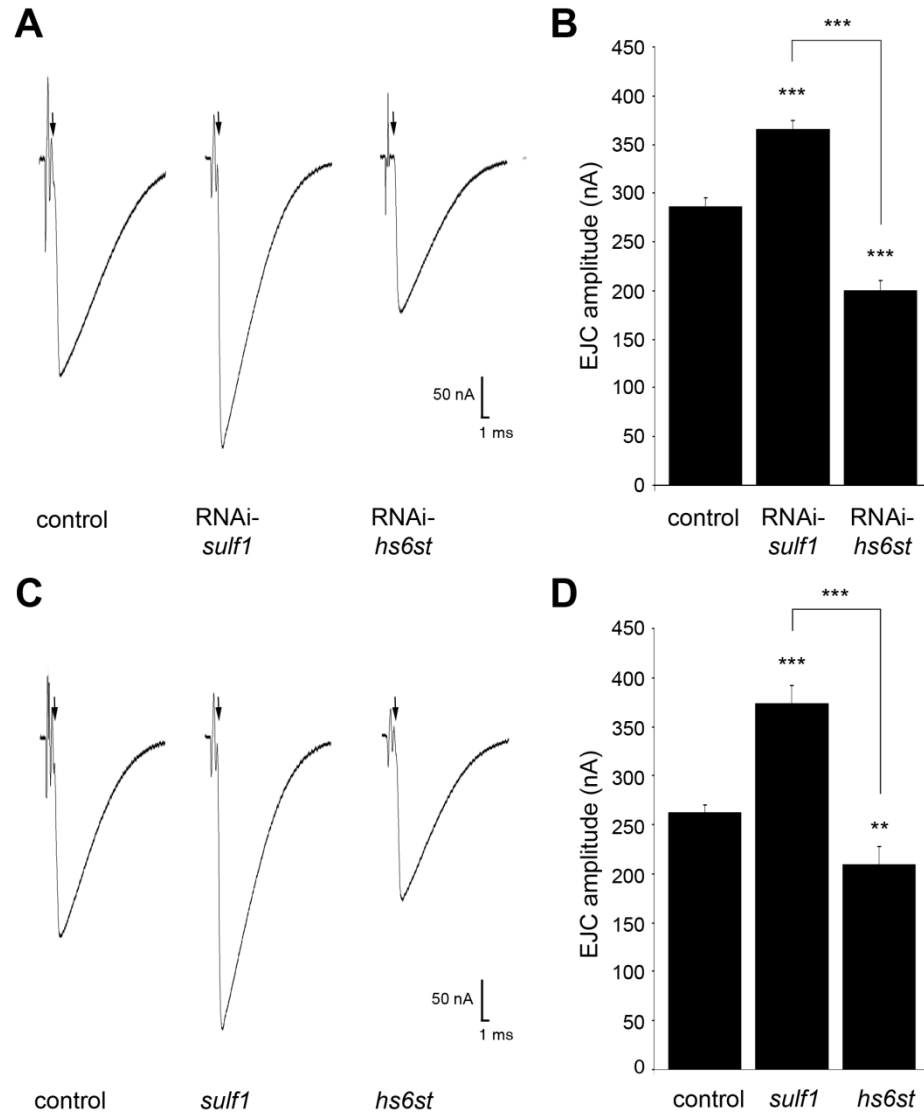 A
50 nA
1 ms
control
RNAi-
sulf1
RNAi-
hs6st
B
***
***
***
EJC amplitude (nA)
450
400
350
300
250
200
150
100
50
0
control
RNAi-
sulf1
RNAi-
hs6st
C
50 nA
1 ms
control
sulf1
hs6st
D
***
***
**
EJC amplitude (nA)
450
400
350
300
250
200
150
100
50
0
control
sulf1
hs6st